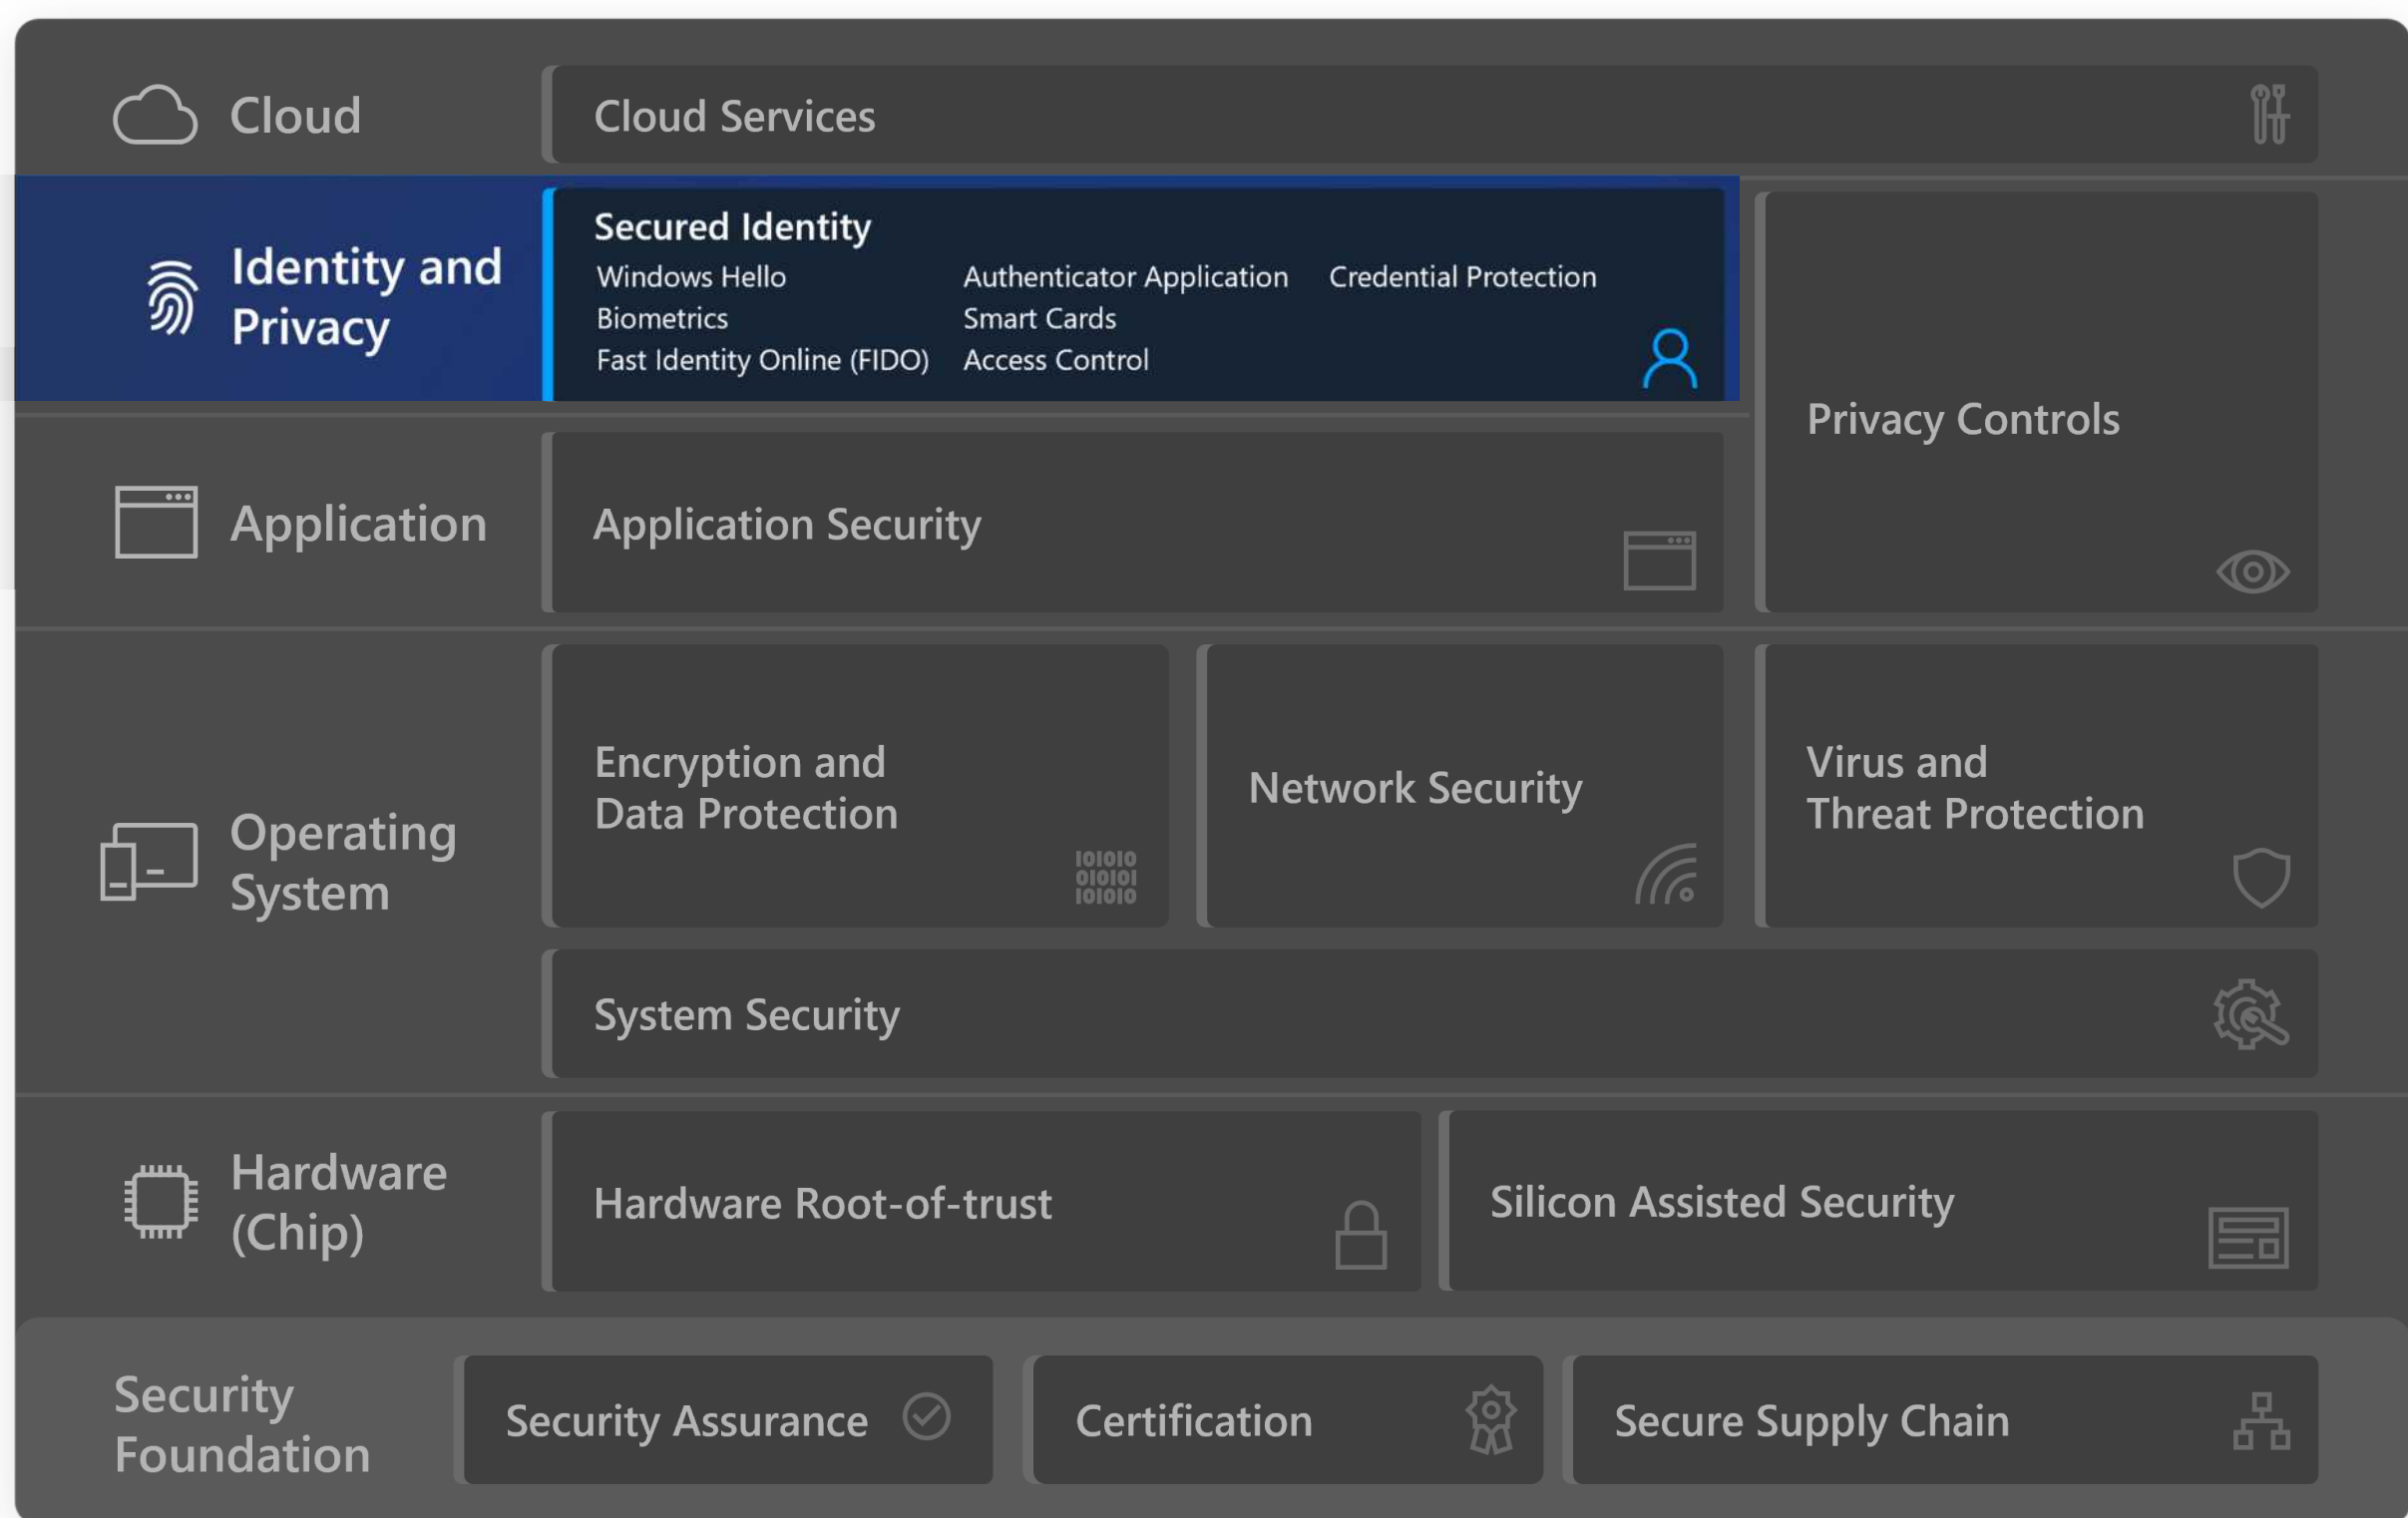 Cloud
Cloud Services
Identity and
Privacy
Secured Identity
Windows Hello
Biometrics
Fast Identity Online (FIDO)
Authenticator Application
Smart Cards
Access Control
Credential Protection
Privacy Controls
Application
Application Security
Operating
System
Encryption and
Data Protection
101010
010101
101010
Network Security
Virus and
Threat Protection
System Security
Hardware
(Chip)
Hardware Root-of-trust
Silicon Assisted Security
Security
Foundation
Security Assurance
Certification
Secure Supply Chain